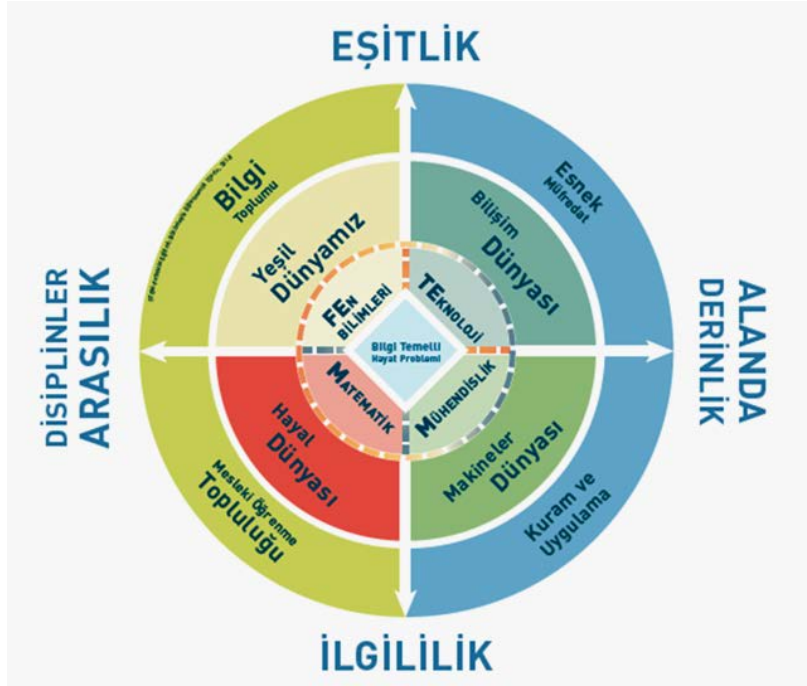 EŞİTLİK
Bilgi
Toplumu
Esnek
Müfredat
Yeşil
Dünyamız
Bilişim
Dünyası
FEN
BİLİMLERİ
TEKNOLOJİ
DİSİPLİNLER
ARASILIK
Bilgi Temelli
Hayat Problemi
ALANDA
DERİNLİK
MATEMATİK
MÜHENDİSLİK
Hayal
Dünyası
Makineler
Dünyası
Mesleki Öğrenme
Topluluğu
Kuram ve
Uygulama
İLGİLİLİK